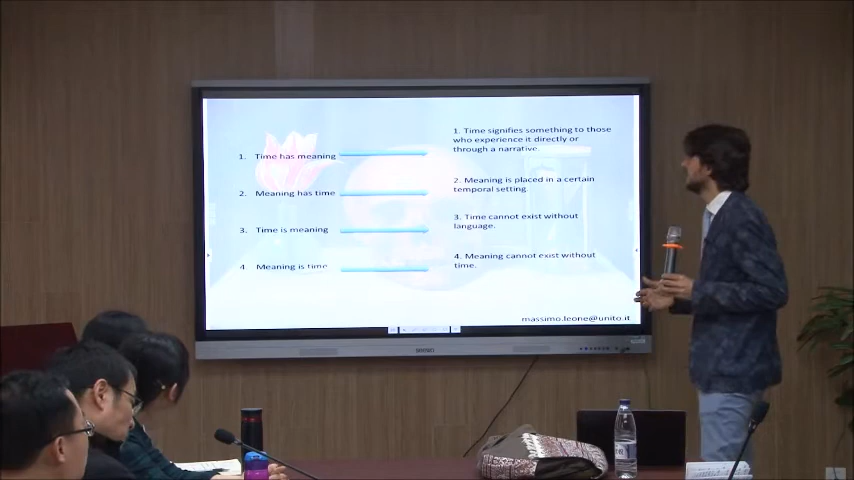 1. Time has meaning
2. Meaning has time
3. Time is meaning
4 Meaning is time
1. Time signifies something to those
who experience it directly or
through a narrative.
2. Meaning is placed in a certain
temporal setting.
3. Time cannot exist without
language.
4. Meaning cannot exist without
time.
massimo.leone@unito.it